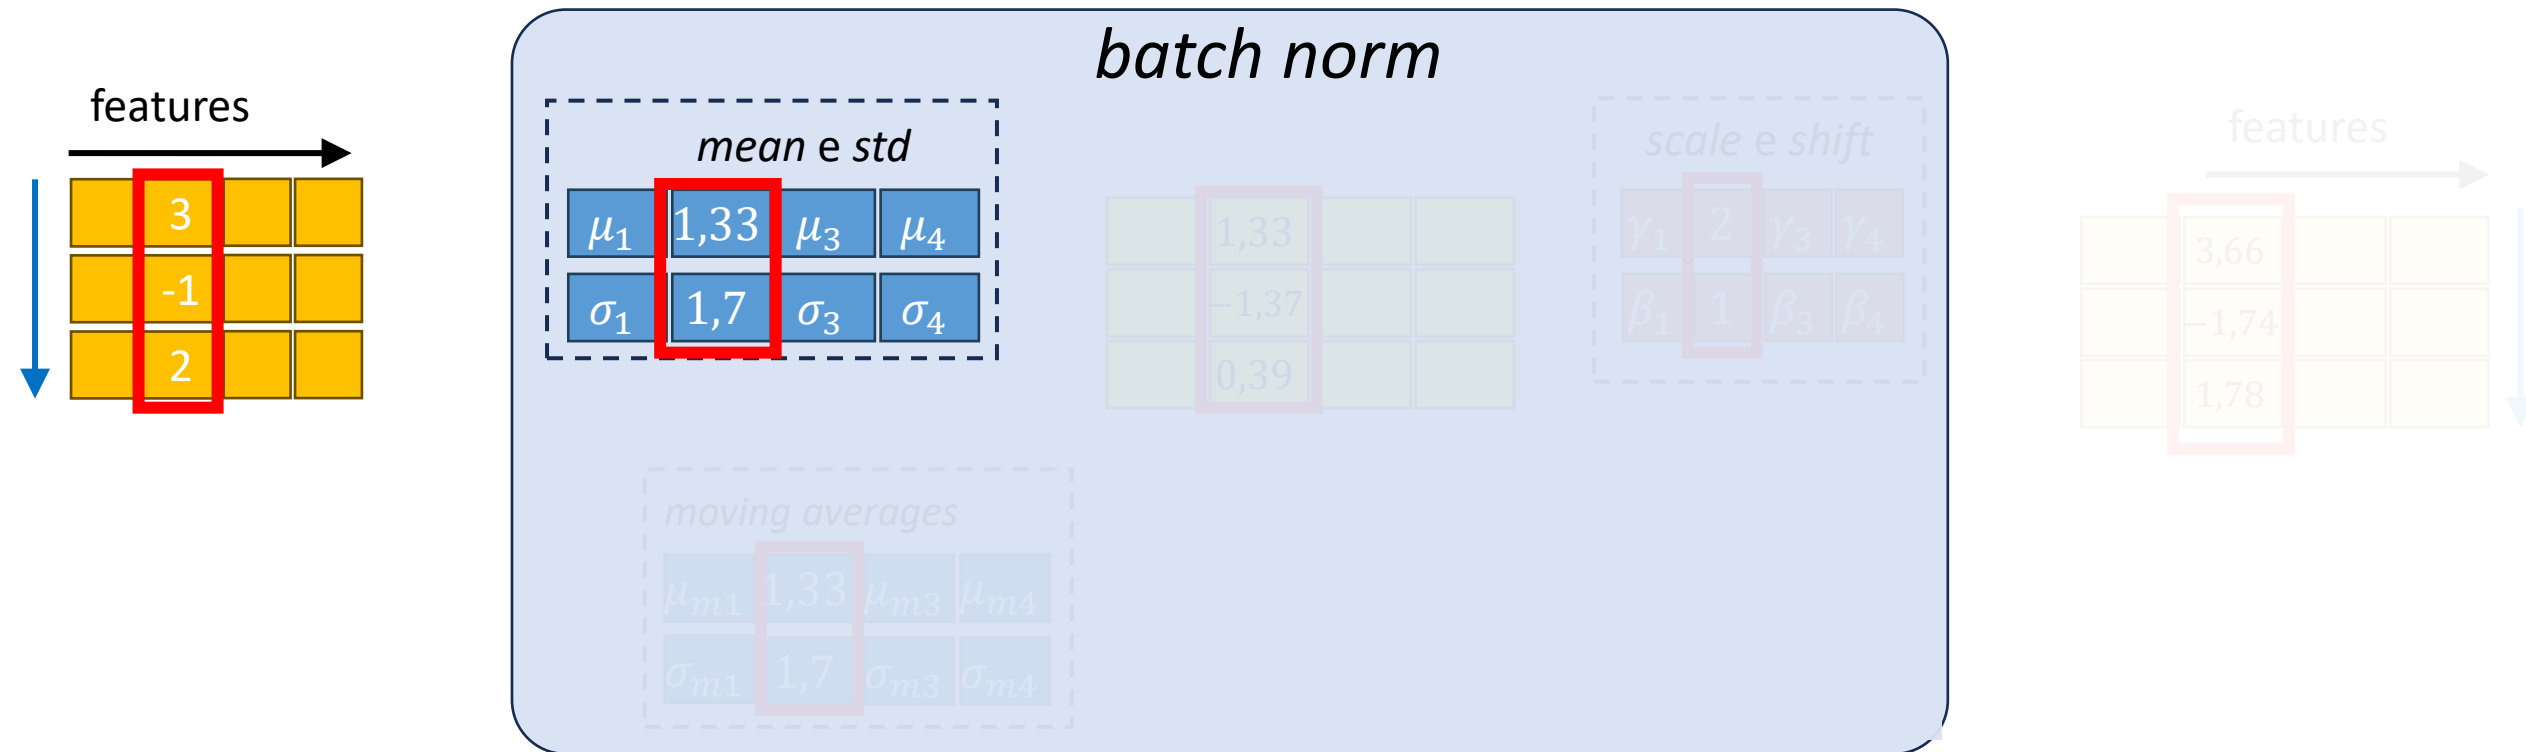 batch norm
features
3
-1
2
mean e std
μ₁ 1,33 μ₃ μ₄
σ₁ 1,7 σ₃ σ₄
1,33
−1,37
0,39
scale e shift
γ₁ 2 γ₃ γ₄
β₁ 1 β₃ β₄
features
3,66
−1,74
1,78
moving averages
μₘ₁ 1,33 μₘ₃ μₘ₄
σₘ₁ 1,7 σₘ₃ σₘ₄